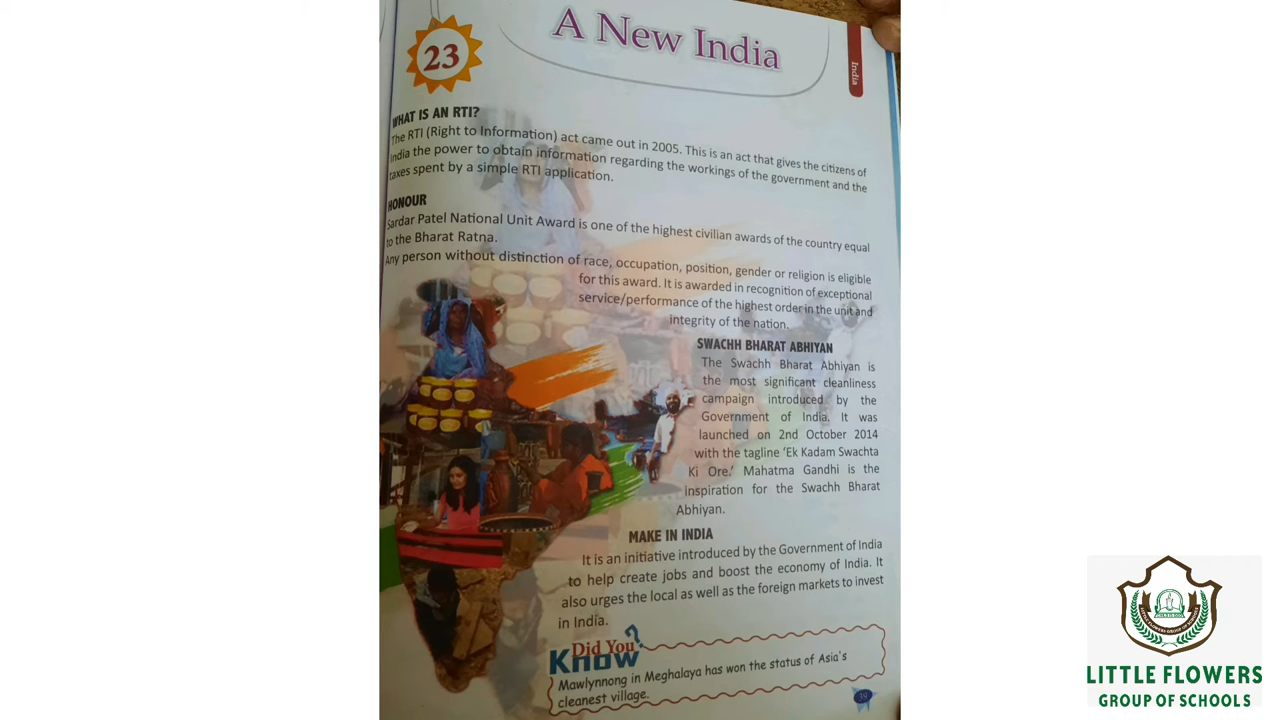 A New India
23
India
WHAT IS AN RTI?
The RTI (Right to Information) act came out in 2005. This is an act that gives the citizens of
India the power to obtain information regarding the workings of the government and the
taxes spent by a simple RTI application.
HONOUR
Sardar Patel National Unit Award is one of the highest civilian awards of the country equal
to the Bharat Ratna.
Any person without distinction of race, occupation, position, gender or religion is eligible
for this award. It is awarded in recognition of exceptional
service/performance of the highest order in the unit and
integrity of the nation.
SWACHH BHARAT ABHIYAN
The Swachh Bharat Abhiyan is
the most significant cleanliness
campaign introduced by the
Government of India. It was
launched on 2nd October 2014
with the tagline 'Ek Kadam Swachta
Ki Ore.' Mahatma Gandhi is the
inspiration for the Swachh Bharat
Abhiyan.
MAKE IN INDIA
It is an initiative introduced by the Government of India
to help create jobs and boost the economy of India. It
also urges the local as well as the foreign markets to invest
in India.
Did You
Know?
Mawlynnong in Meghalaya has won the status of Asia's
cleanest village.
LITTLE FLOWERS
GROUP OF SCHOOLS